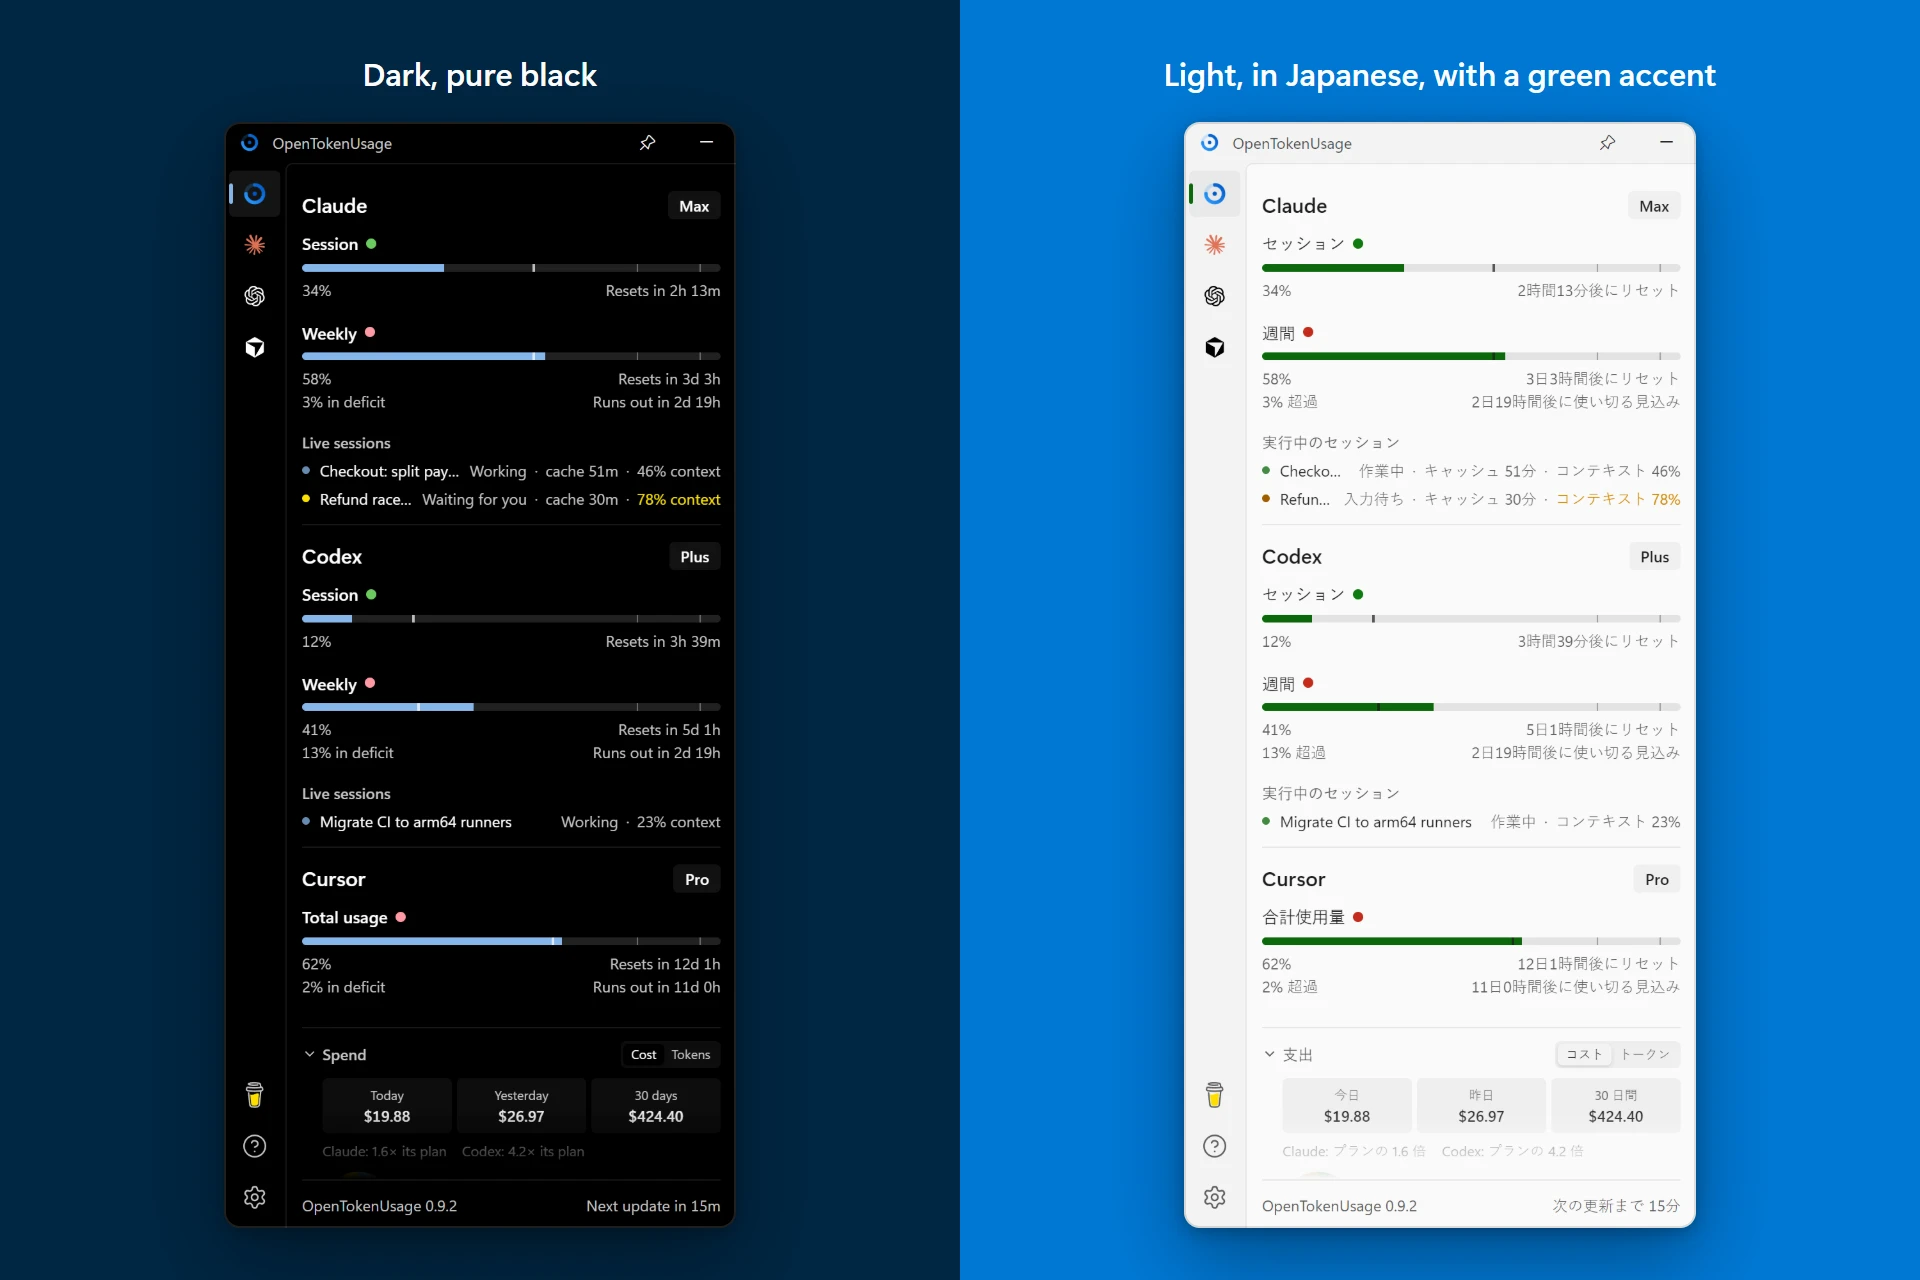 Dark, pure black
OpenTokenUsage
Claude
Max
Session
34%
Resets in 2h 13m
Weekly
58%
Resets in 3d 3h
3% in deficit
Runs out in 2d 19h
Live sessions
Checkout: split pay... Working · cache 51m · 46% context
Refund race... Waiting for you · cache 30m · 78% context
Codex
Plus
Session
12%
Resets in 3h 39m
Weekly
41%
Resets in 5d 1h
13% in deficit
Runs out in 2d 19h
Live sessions
Migrate CI to arm64 runners Working · 23% context
Cursor
Pro
Total usage
62%
Resets in 12d 1h
2% in deficit
Runs out in 11d 0h
Spend
Cost Tokens
Today
$19.88
Yesterday
$26.97
30 days
$424.40
Claude: 1.6× its plan Codex: 4.2× its plan
OpenTokenUsage 0.9.2
Next update in 15m
Light, in Japanese, with a green accent
OpenTokenUsage
Claude
Max
セッション
34%
2時間13分後にリセット
週間
58%
3日3時間後にリセット
3% 超過
2日19時間後に使い切る見込み
実行中のセッション
Checko... 作業中 · キャッシュ 51分 · コンテキスト 46%
Refun... 入力待ち · キャッシュ 30分 · コンテキスト 78%
Codex
Plus
セッション
12%
3時間39分後にリセット
週間
41%
5日1時間後にリセット
13% 超過
2日19時間後に使い切る見込み
実行中のセッション
Migrate CI to arm64 runners 作業中 · コンテキスト 23%
Cursor
Pro
合計使用量
62%
12日1時間後にリセット
2% 超過
11日0時間後に使い切る見込み
支出
コスト トークン
今日
$19.88
昨日
$26.97
30 日間
$424.40
Claude: プランの 1.6 倍 Codex: プランの 4.2 倍
OpenTokenUsage 0.9.2
次の更新まで 15分